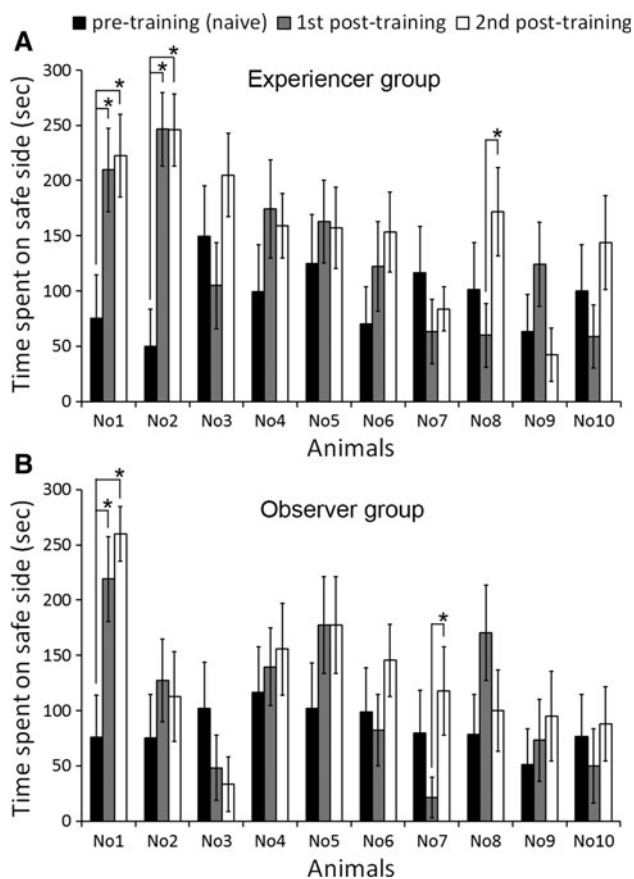 pre-training (naive) 1st post-training 2nd post-training
A
Experiencer group
Time spent on safe side (sec)
300
250
200
150
100
50
0
* * * * *
No1 No2 No3 No4 No5 No6 No7 No8 No9 No10
Animals
B
Observer group
Time spent on safe side (sec)
300
250
200
150
100
50
0
* * *
No1 No2 No3 No4 No5 No6 No7 No8 No9 No10
Animals